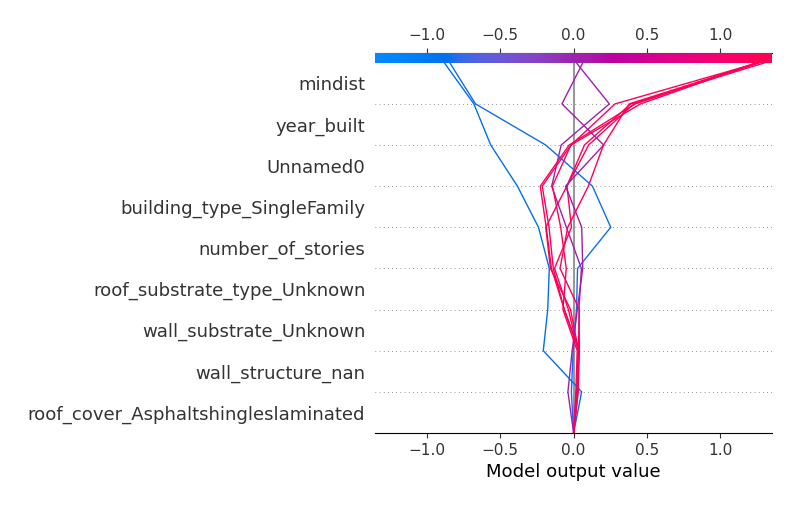 −1.0 −0.5 0.0 0.5 1.0
mindist
year_built
Unnamed0
building_type_SingleFamily
number_of_stories
roof_substrate_type_Unknown
wall_substrate_Unknown
wall_structure_nan
roof_cover_Asphaltshingleslaminated
−1.0 −0.5 0.0 0.5 1.0
Model output value